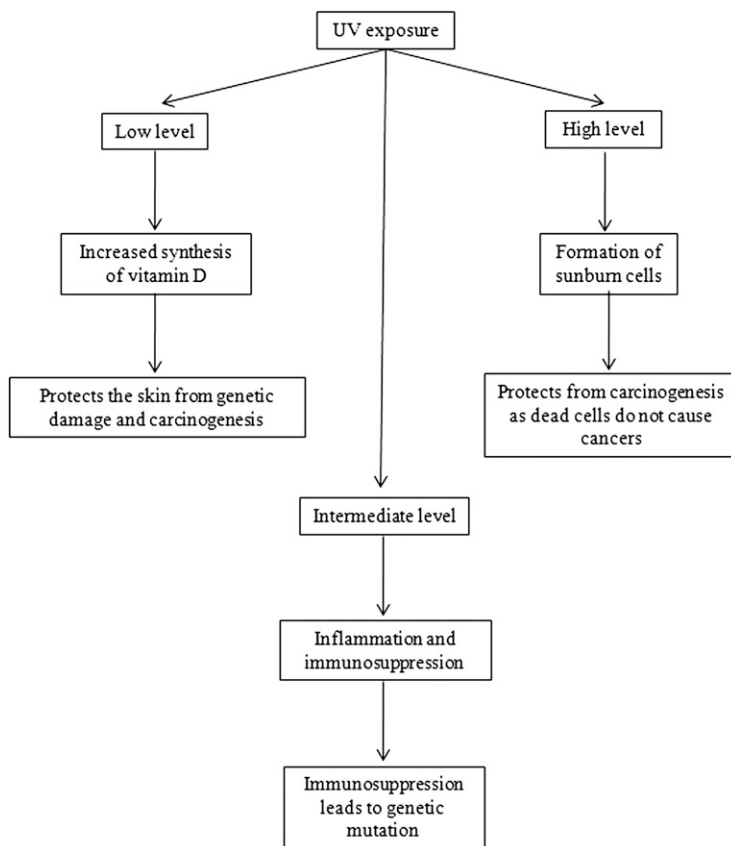 UV exposure
Low level
High level
Increased synthesis
of vitamin D
Formation of
sunburn cells
Protects the skin from genetic
damage and carcinogenesis
Protects from carcinogenesis
as dead cells do not cause
cancers
Intermediate level
Inflammation and
immunosuppression
Immunosuppression
leads to genetic
mutation